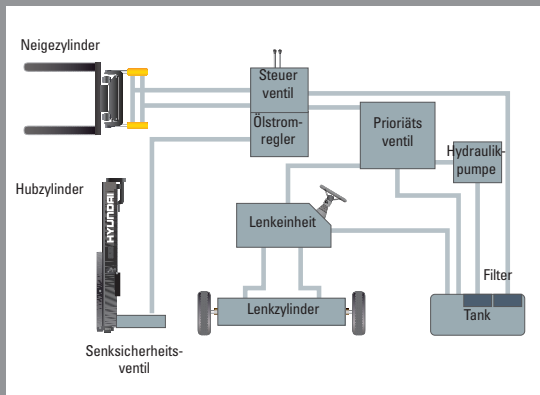 Neigezylinder
Steuer
ventil
Ölstrom-
regler
Prioriäts
ventil
Hydraulik-
pumpe
Hubzylinder
HYUNDAI
Lenkeinheit
Filter
Lenkzylinder
Tank
Senksicherheits-
ventil